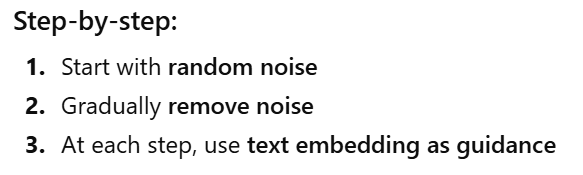 Step-by-step:
1. Start with random noise
2. Gradually remove noise
3. At each step, use text embedding as guidance